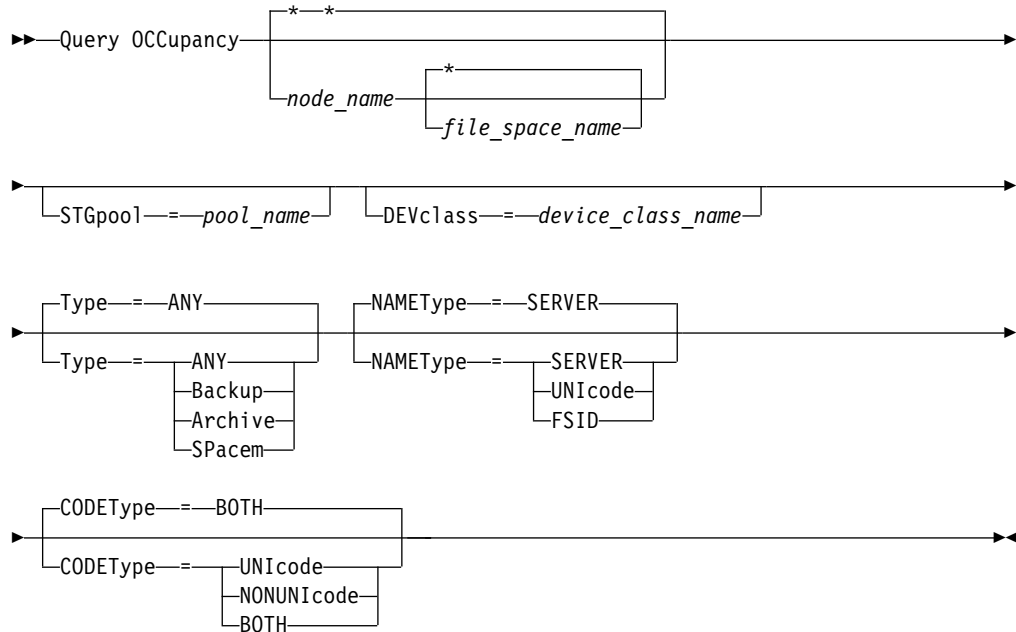 * *
Query OCCupancy
*
node_name
file_space_name
STGpool = pool_name DEVclass = device_class_name
Type = ANY NAMEType = SERVER
Type = ANY NAMEType = SERVER
Backup UNIcode
Archive FSID
SPacem
CODEType = BOTH
CODEType = UNIcode
NONUNIcode
BOTH